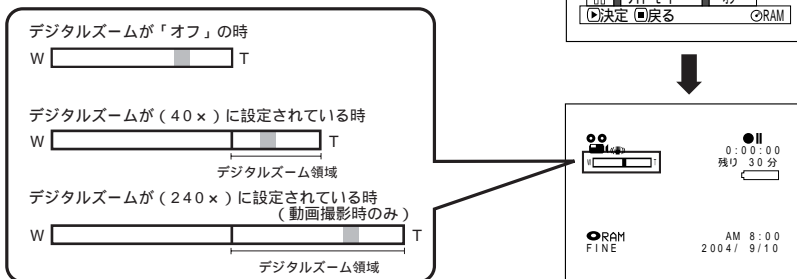 デジタルズームが「オフ」の時
W T
デジタルズームが(40×)に設定されている時
W T
デジタルズーム領域
デジタルズームが(240×)に設定されている時
(動画撮影時のみ)
W T
デジタルズーム領域
決定 戻る RAM
0:00:00
残り 30分
W T
RAM AM 8:00
FINE 2004/ 9/10